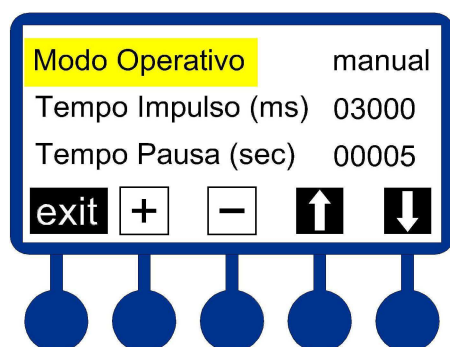 Modo Operativo manual
Tempo Impulso (ms) 03000
Tempo Pausa (sec) 00005
exit + − ↑ ↓